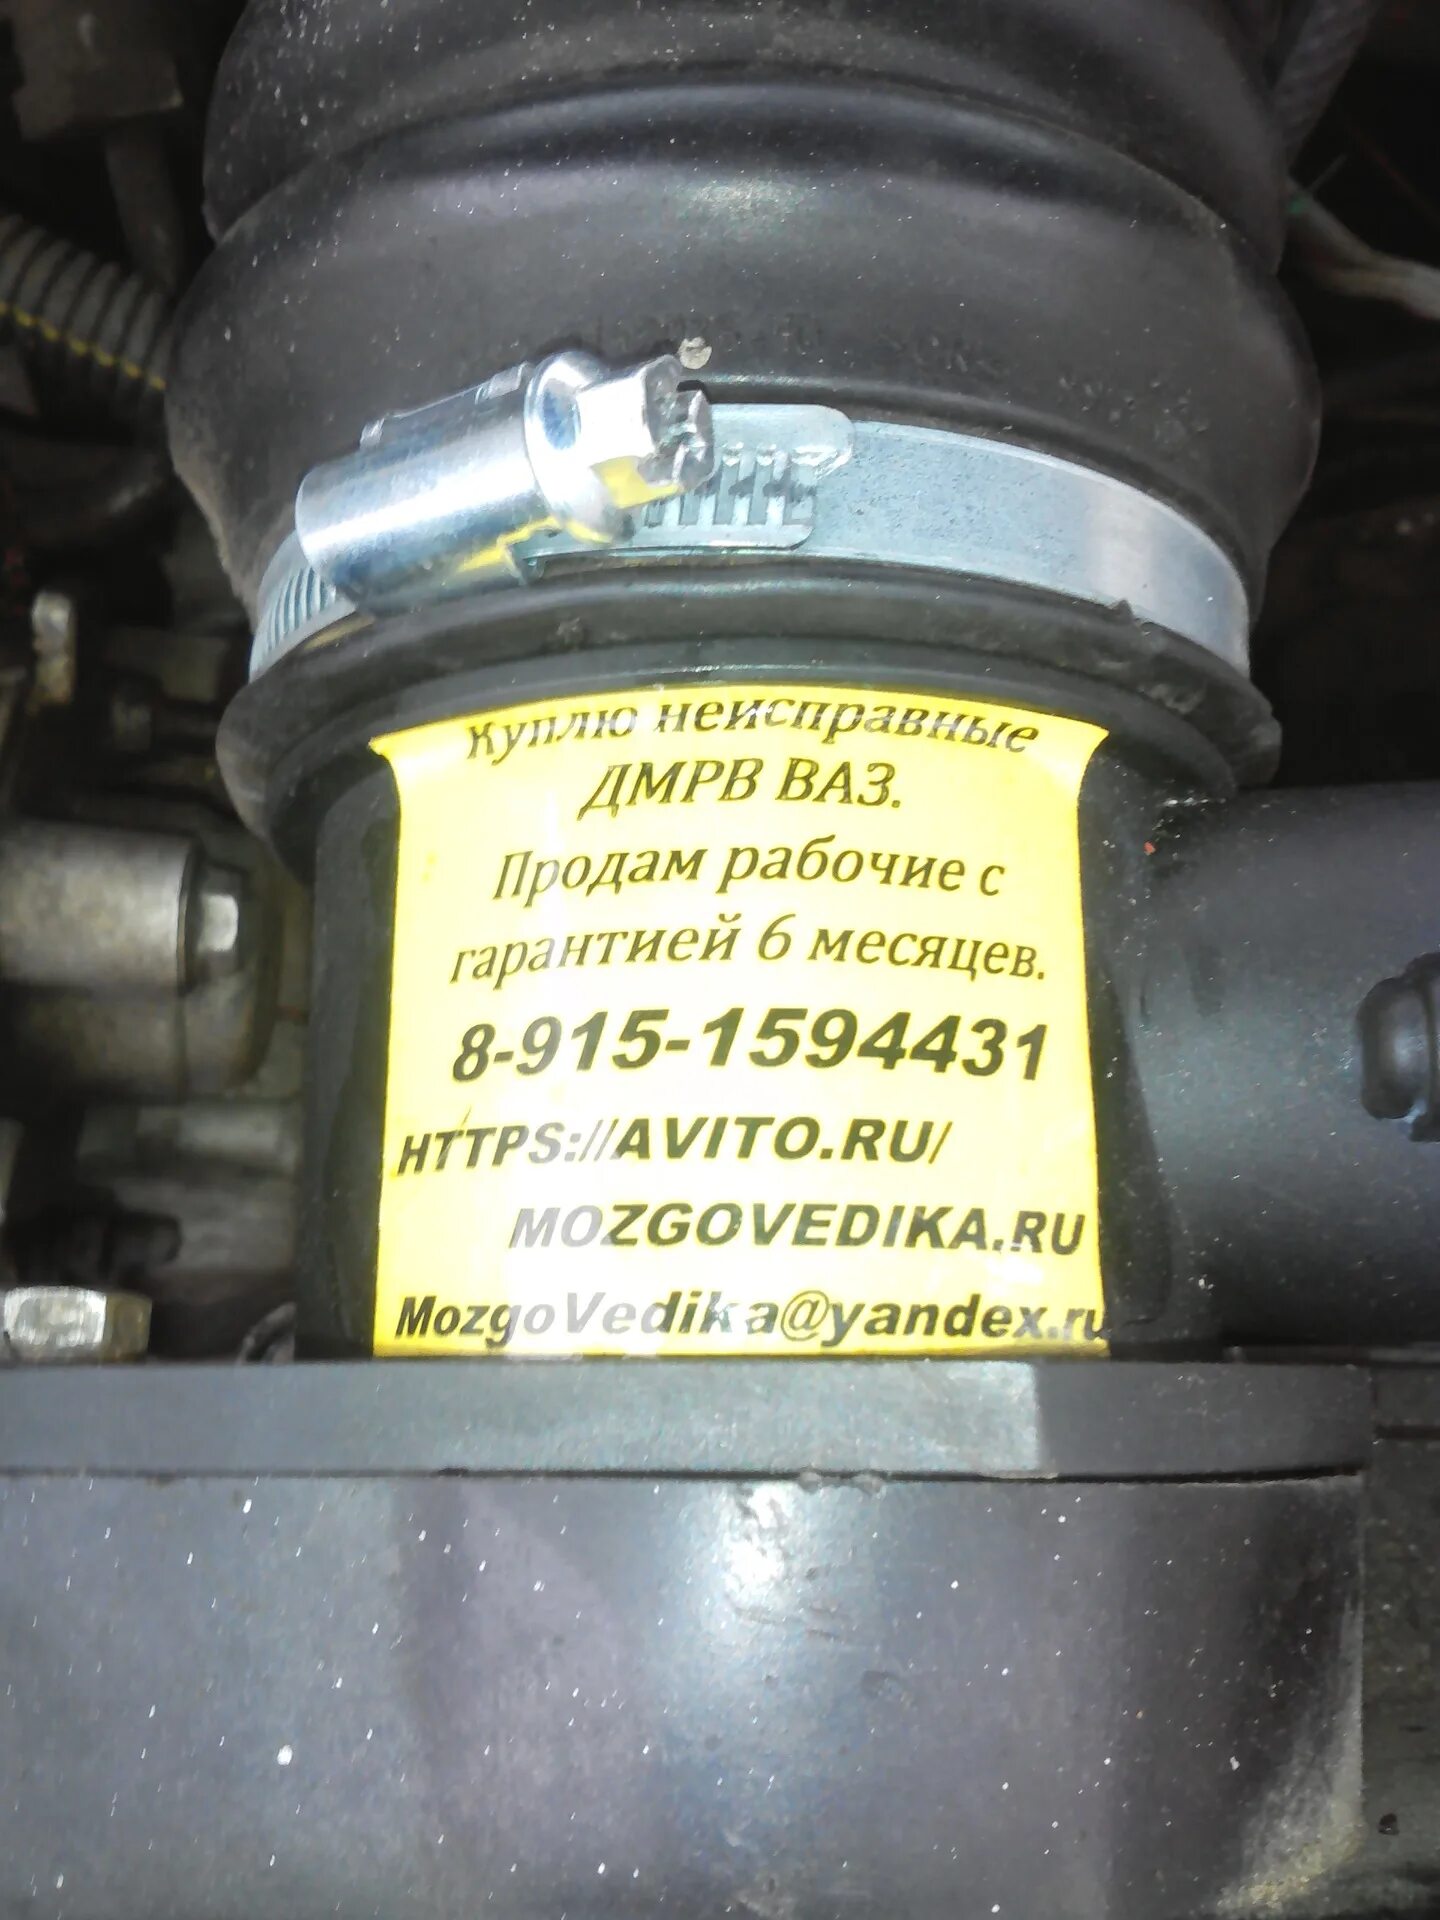 Куплю неисправные
ДМРВ ВАЗ.
Продам рабочие с
гарантией 6 месяцев.
8-915-1594431
HTTPS://AVITO.RU/
MOZGOVEDIKA.RU
MozgoVedika@yandex.ru